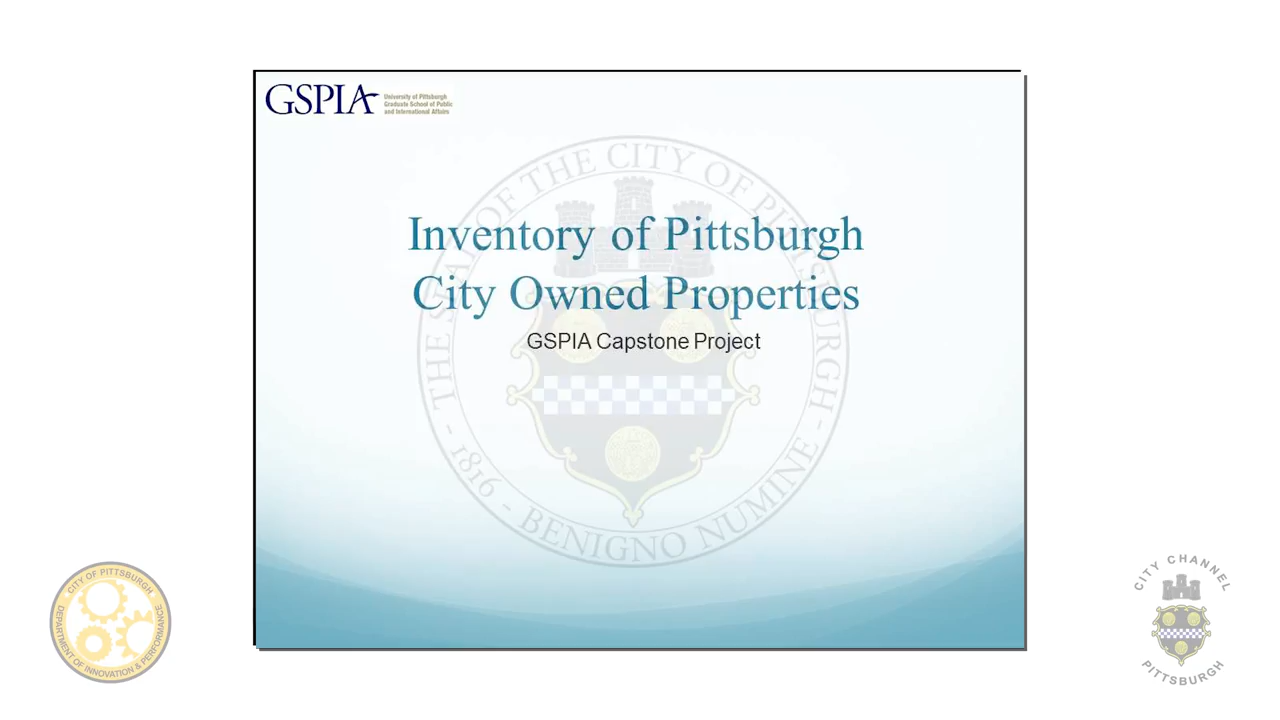 GSPIA
University of Pittsburgh
Graduate School of Public
and International Affairs
THE SEAL OF THE CITY OF PITTSBURGH
Inventory of Pittsburgh
City Owned Properties
GSPIA Capstone Project
- 1816 - BENIGNO NUMINE -
CITY OF PITTSBURGH
DEPARTMENT OF INNOVATION & PERFORMANCE
CITY CHANNEL
PITTSBURGH